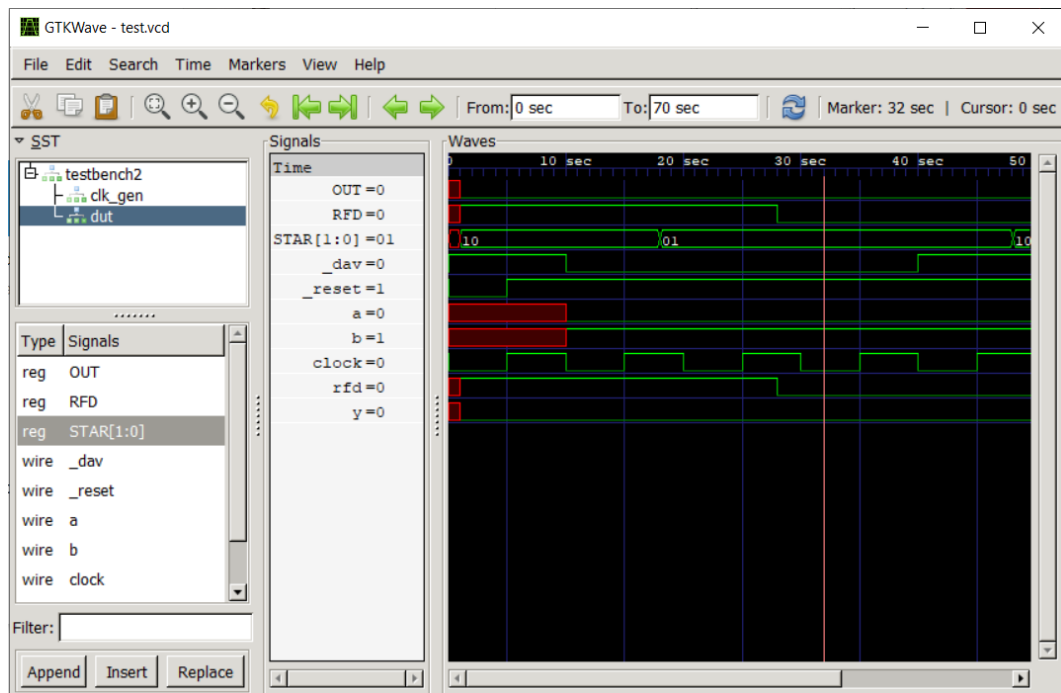 GTKWave - test.vcd
File Edit Search Time Markers View Help
From: 0 sec To: 70 sec Marker: 32 sec | Cursor: 0 sec
SST
testbench2
clk_gen
dut
Type Signals
reg OUT
reg RFD
reg STAR[1:0]
wire _dav
wire _reset
wire a
wire b
wire clock
Filter:
Append Insert Replace
Signals
Time
OUT =0
RFD =0
STAR[1:0] =01
_dav =0
_reset =1
a =0
b =1
clock =0
rfd =0
y =0
Waves
0 10 sec 20 sec 30 sec 40 sec 50
10 01 10